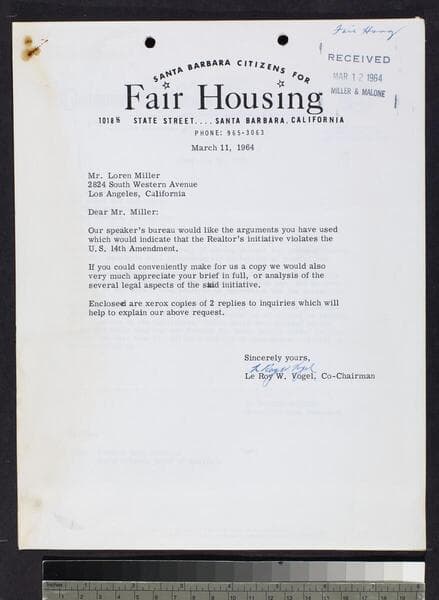 Fair Hsng
RECEIVED
MAR 12 1964
MILLER & MALONE
SANTA BARBARA CITIZENS FOR
Fair Housing
1018½ STATE STREET.... SANTA BARBARA, CALIFORNIA
PHONE: 965-3063
March 11, 1964
Mr. Loren Miller
2824 South Western Avenue
Los Angeles, California
Dear Mr. Miller:
Our speaker's bureau would like the arguments you have used
which would indicate that the Realtor's initiative violates the
U.S. 14th Amendment.
If you could conveniently make for us a copy we would also
very much appreciate your brief in full, or analysis of the
several legal aspects of the said initiative.
Enclosed are xerox copies of 2 replies to inquiries which will
help to explain our above request.
Sincerely yours,
Le Roy W. Vogel
Le Roy W. Vogel, Co-Chairman